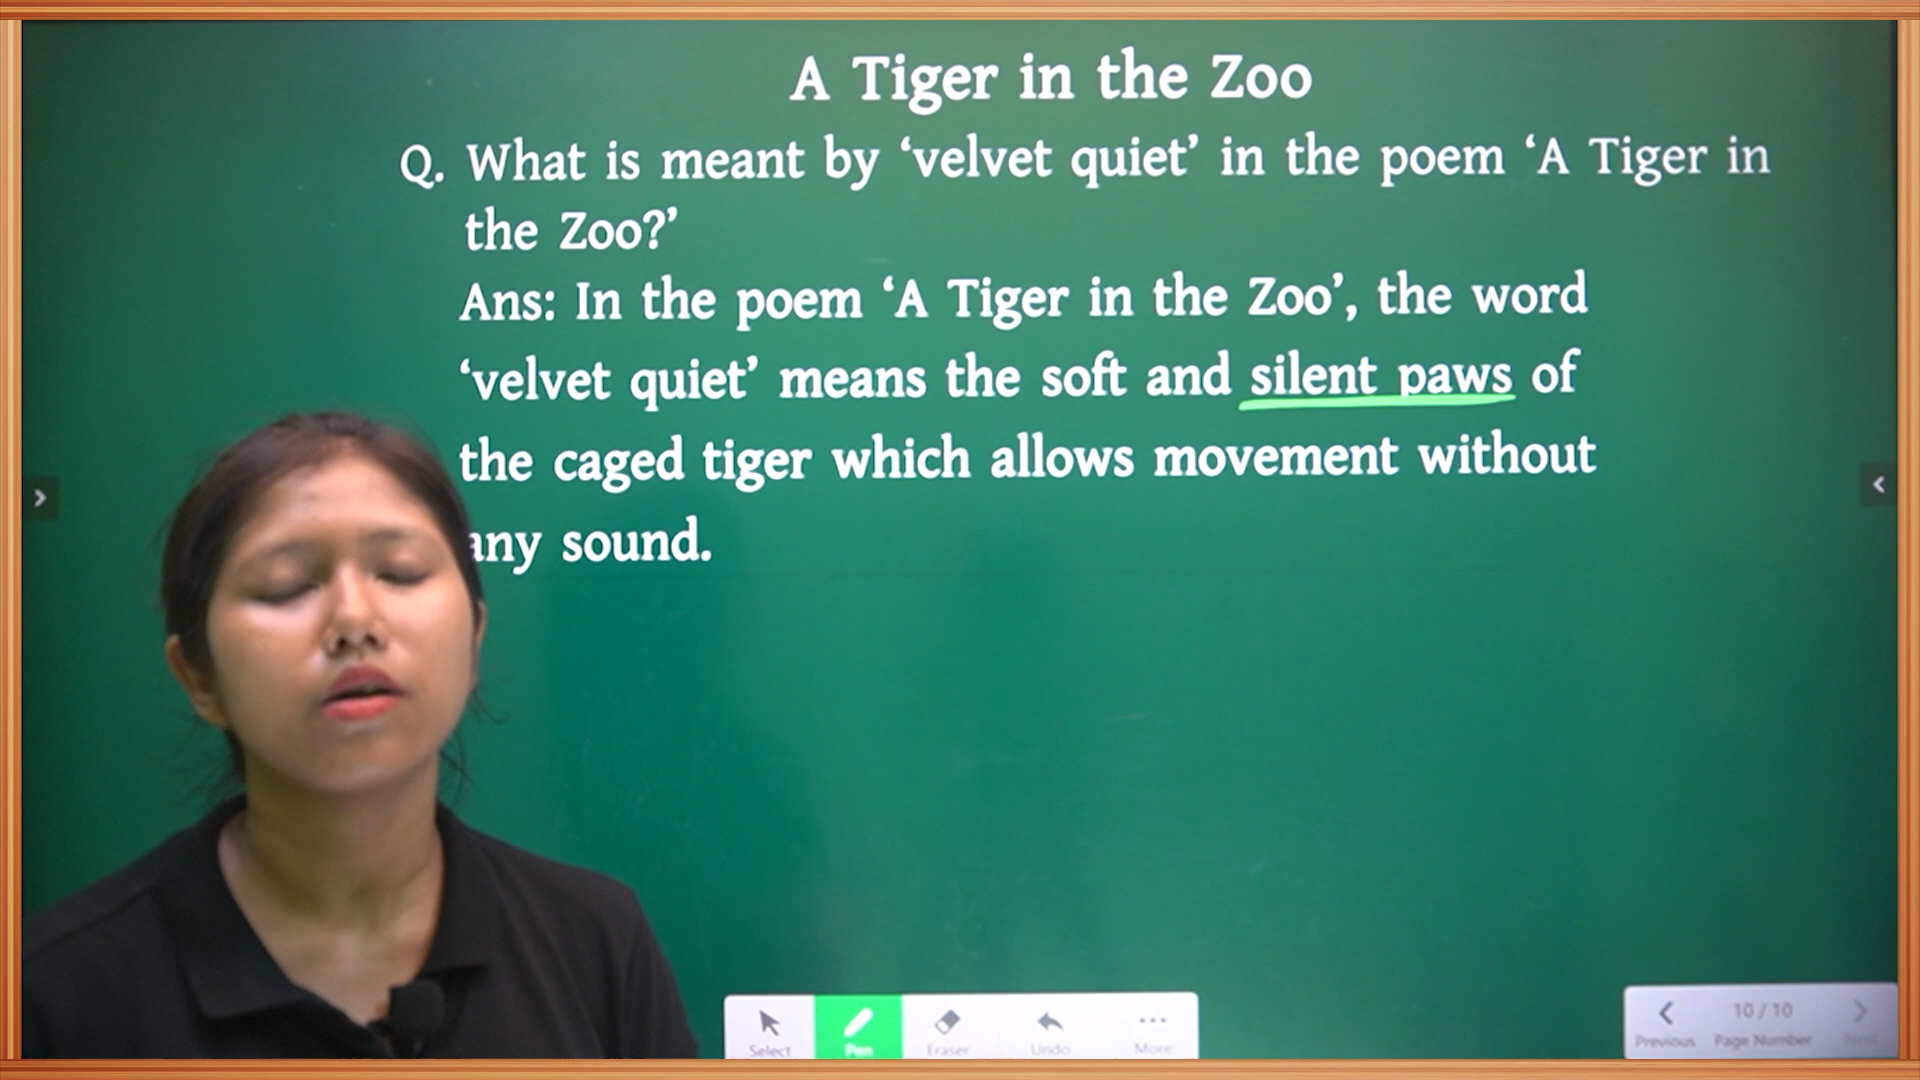 A Tiger in the Zoo
Q. What is meant by ‘velvet quiet’ in the poem ‘A Tiger in
the Zoo?’
Ans: In the poem ‘A Tiger in the Zoo’, the word
‘velvet quiet’ means the soft and silent paws of
the caged tiger which allows movement without
any sound.
Select Pen Eraser Undo More
10 / 10
Previous Page Number Next